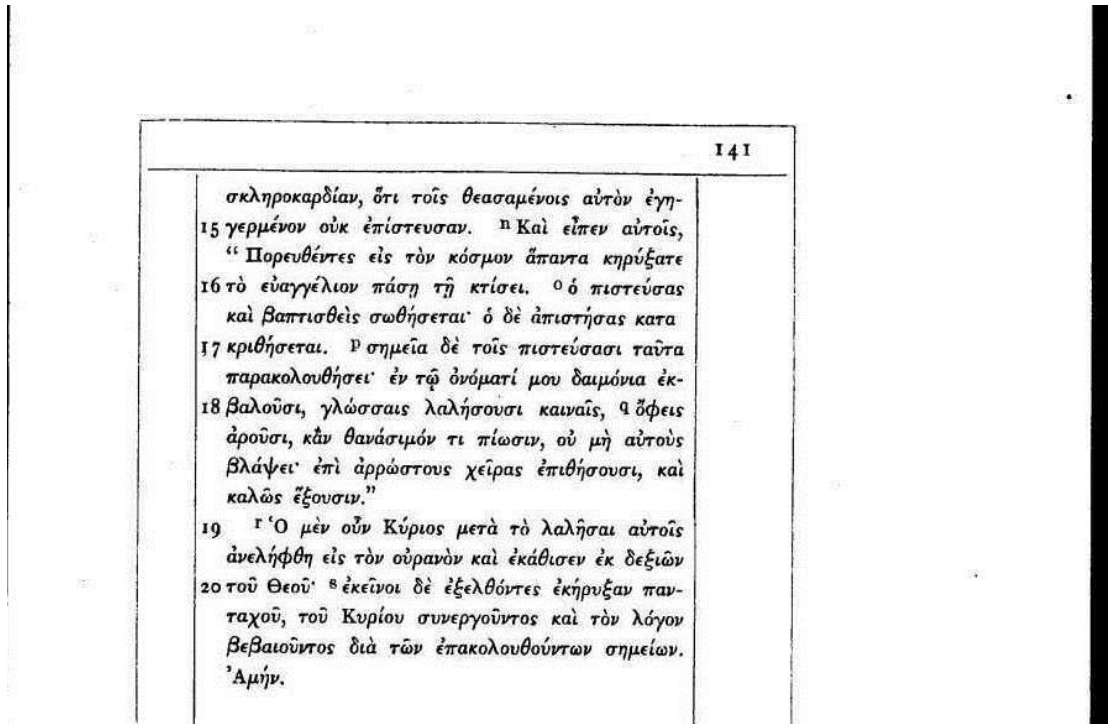 141
σκληροκαρδίαν, ὅτι τοῖς θεασαμένοις αὐτὸν ἐγη-
15 γερμένον οὐκ ἐπίστευσαν. ⁿ Καὶ εἶπεν αὐτοῖς,
“ Πορευθέντες εἰς τὸν κόσμον ἅπαντα κηρύξατε
16 τὸ εὐαγγέλιον πάσῃ τῇ κτίσει. ᵒ ὁ πιστεύσας
καὶ βαπτισθεὶς σωθήσεται· ὁ δὲ ἀπιστήσας κατα
17 κριθήσεται. ᵖ σημεῖα δὲ τοῖς πιστεύσασι ταῦτα
παρακολουθήσει· ἐν τῷ ὀνόματί μου δαιμόνια ἐκ-
18 βαλοῦσι, γλώσσαις λαλήσουσι καιναῖς, q ὄφεις
ἀροῦσι, κἂν θανάσιμόν τι πίωσιν, οὐ μὴ αὐτοὺς
βλάψει· ἐπὶ ἀρρώστους χεῖρας ἐπιθήσουσι, καὶ
καλῶς ἕξουσιν.”
19 ʳ Ὁ μὲν οὖν Κύριος μετὰ τὸ λαλῆσαι αὐτοῖς
ἀνελήφθη εἰς τὸν οὐρανὸν καὶ ἐκάθισεν ἐκ δεξιῶν
20 τοῦ Θεοῦ· ˢ ἐκεῖνοι δὲ ἐξελθόντες ἐκήρυξαν παν-
ταχοῦ, τοῦ Κυρίου συνεργοῦντος καὶ τὸν λόγον
βεβαιοῦντος διὰ τῶν ἐπακολουθούντων σημείων.
Ἀμήν.